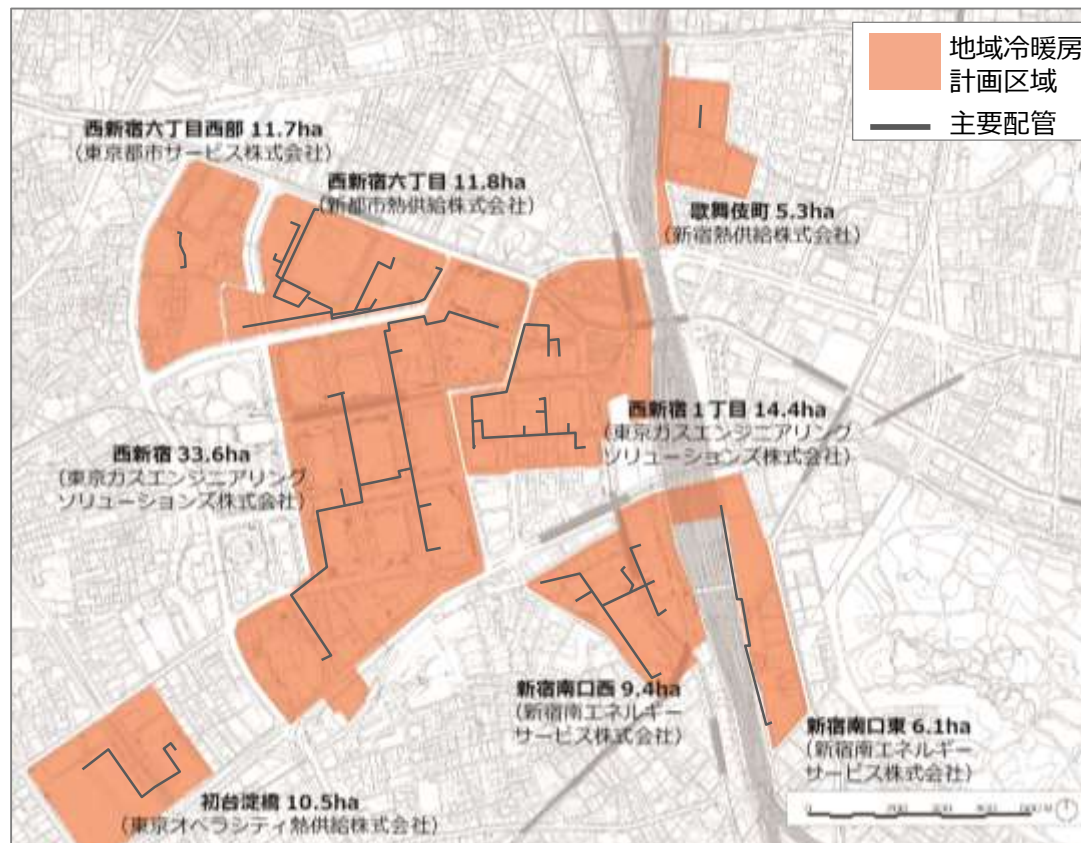 地域冷暖房
計画区域
主要配管
西新宿六丁目西部 11.7ha
（東京都市サービス株式会社）
西新宿六丁目 11.8ha
（新都市熱供給株式会社）
歌舞伎町 5.3ha
（新宿熱供給株式会社）
西新宿１丁目 14.4ha
（東京ガスエンジニアリング
ソリューションズ株式会社）
西新宿 33.6ha
（東京ガスエンジニアリング
ソリューションズ株式会社）
新宿南口西 9.4ha
（新宿南エネルギー
サービス株式会社）
新宿南口東 6.1ha
（新宿南エネルギー
サービス株式会社）
初台淀橋 10.5ha
（東京オペラシティ熱供給株式会社）